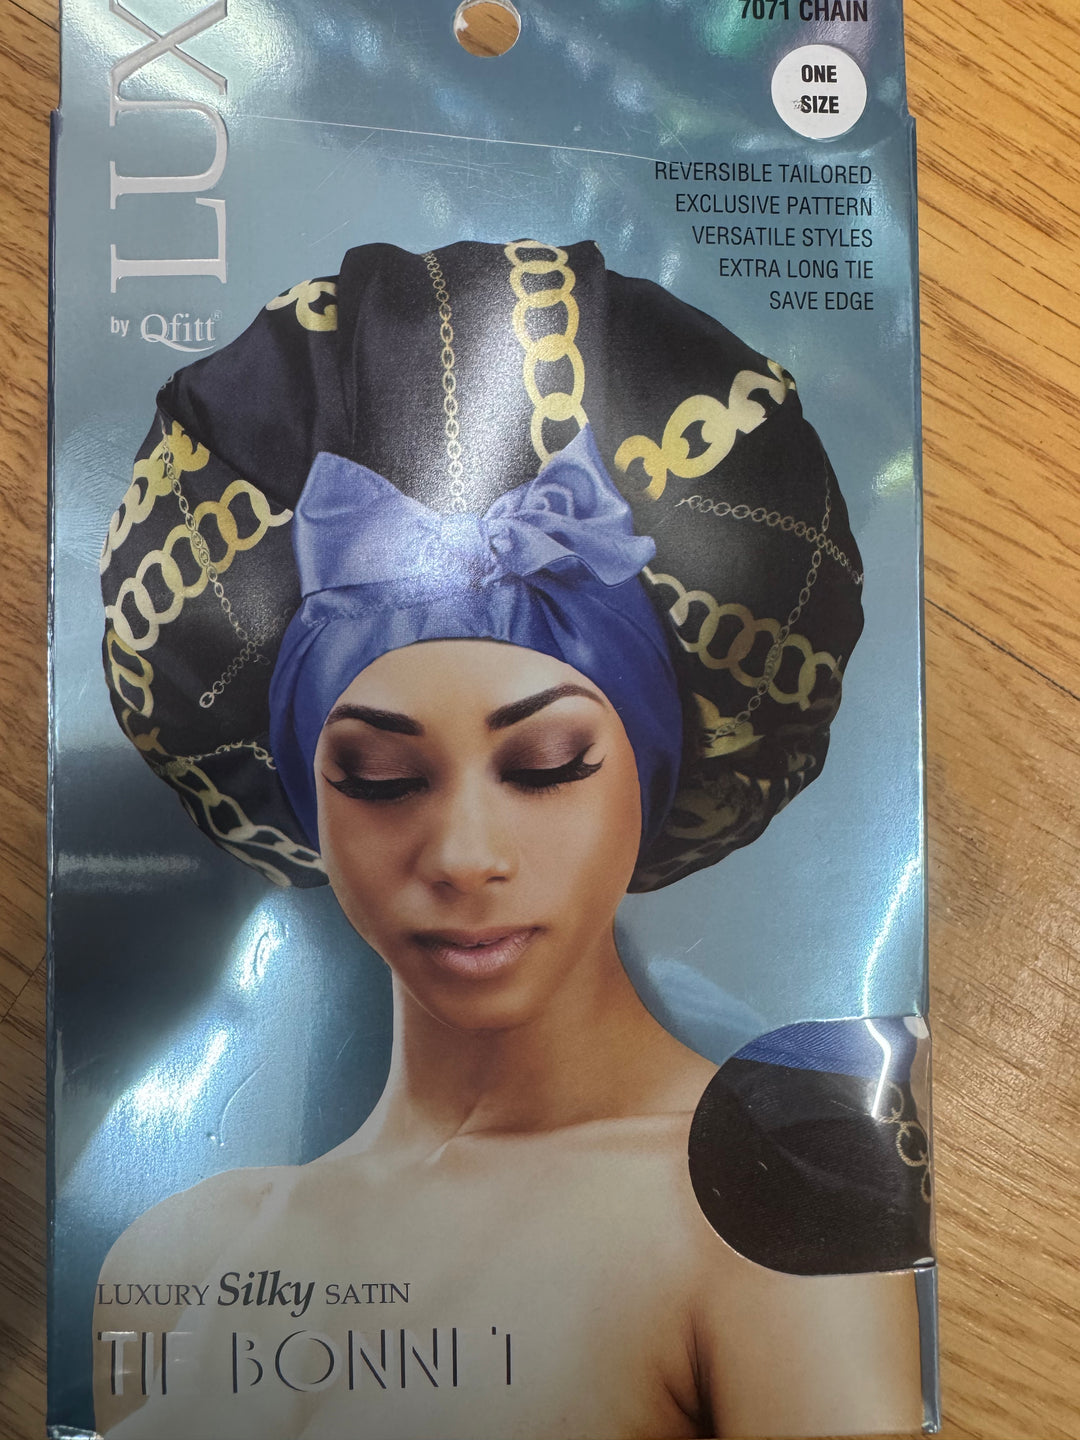 7071 CHAIN
ONE
SIZE
LUX
by Qfitt®
REVERSIBLE TAILORED
EXCLUSIVE PATTERN
VERSATILE STYLES
EXTRA LONG TIE
SAVE EDGE
LUXURY Silky SATIN
TIE BONNET